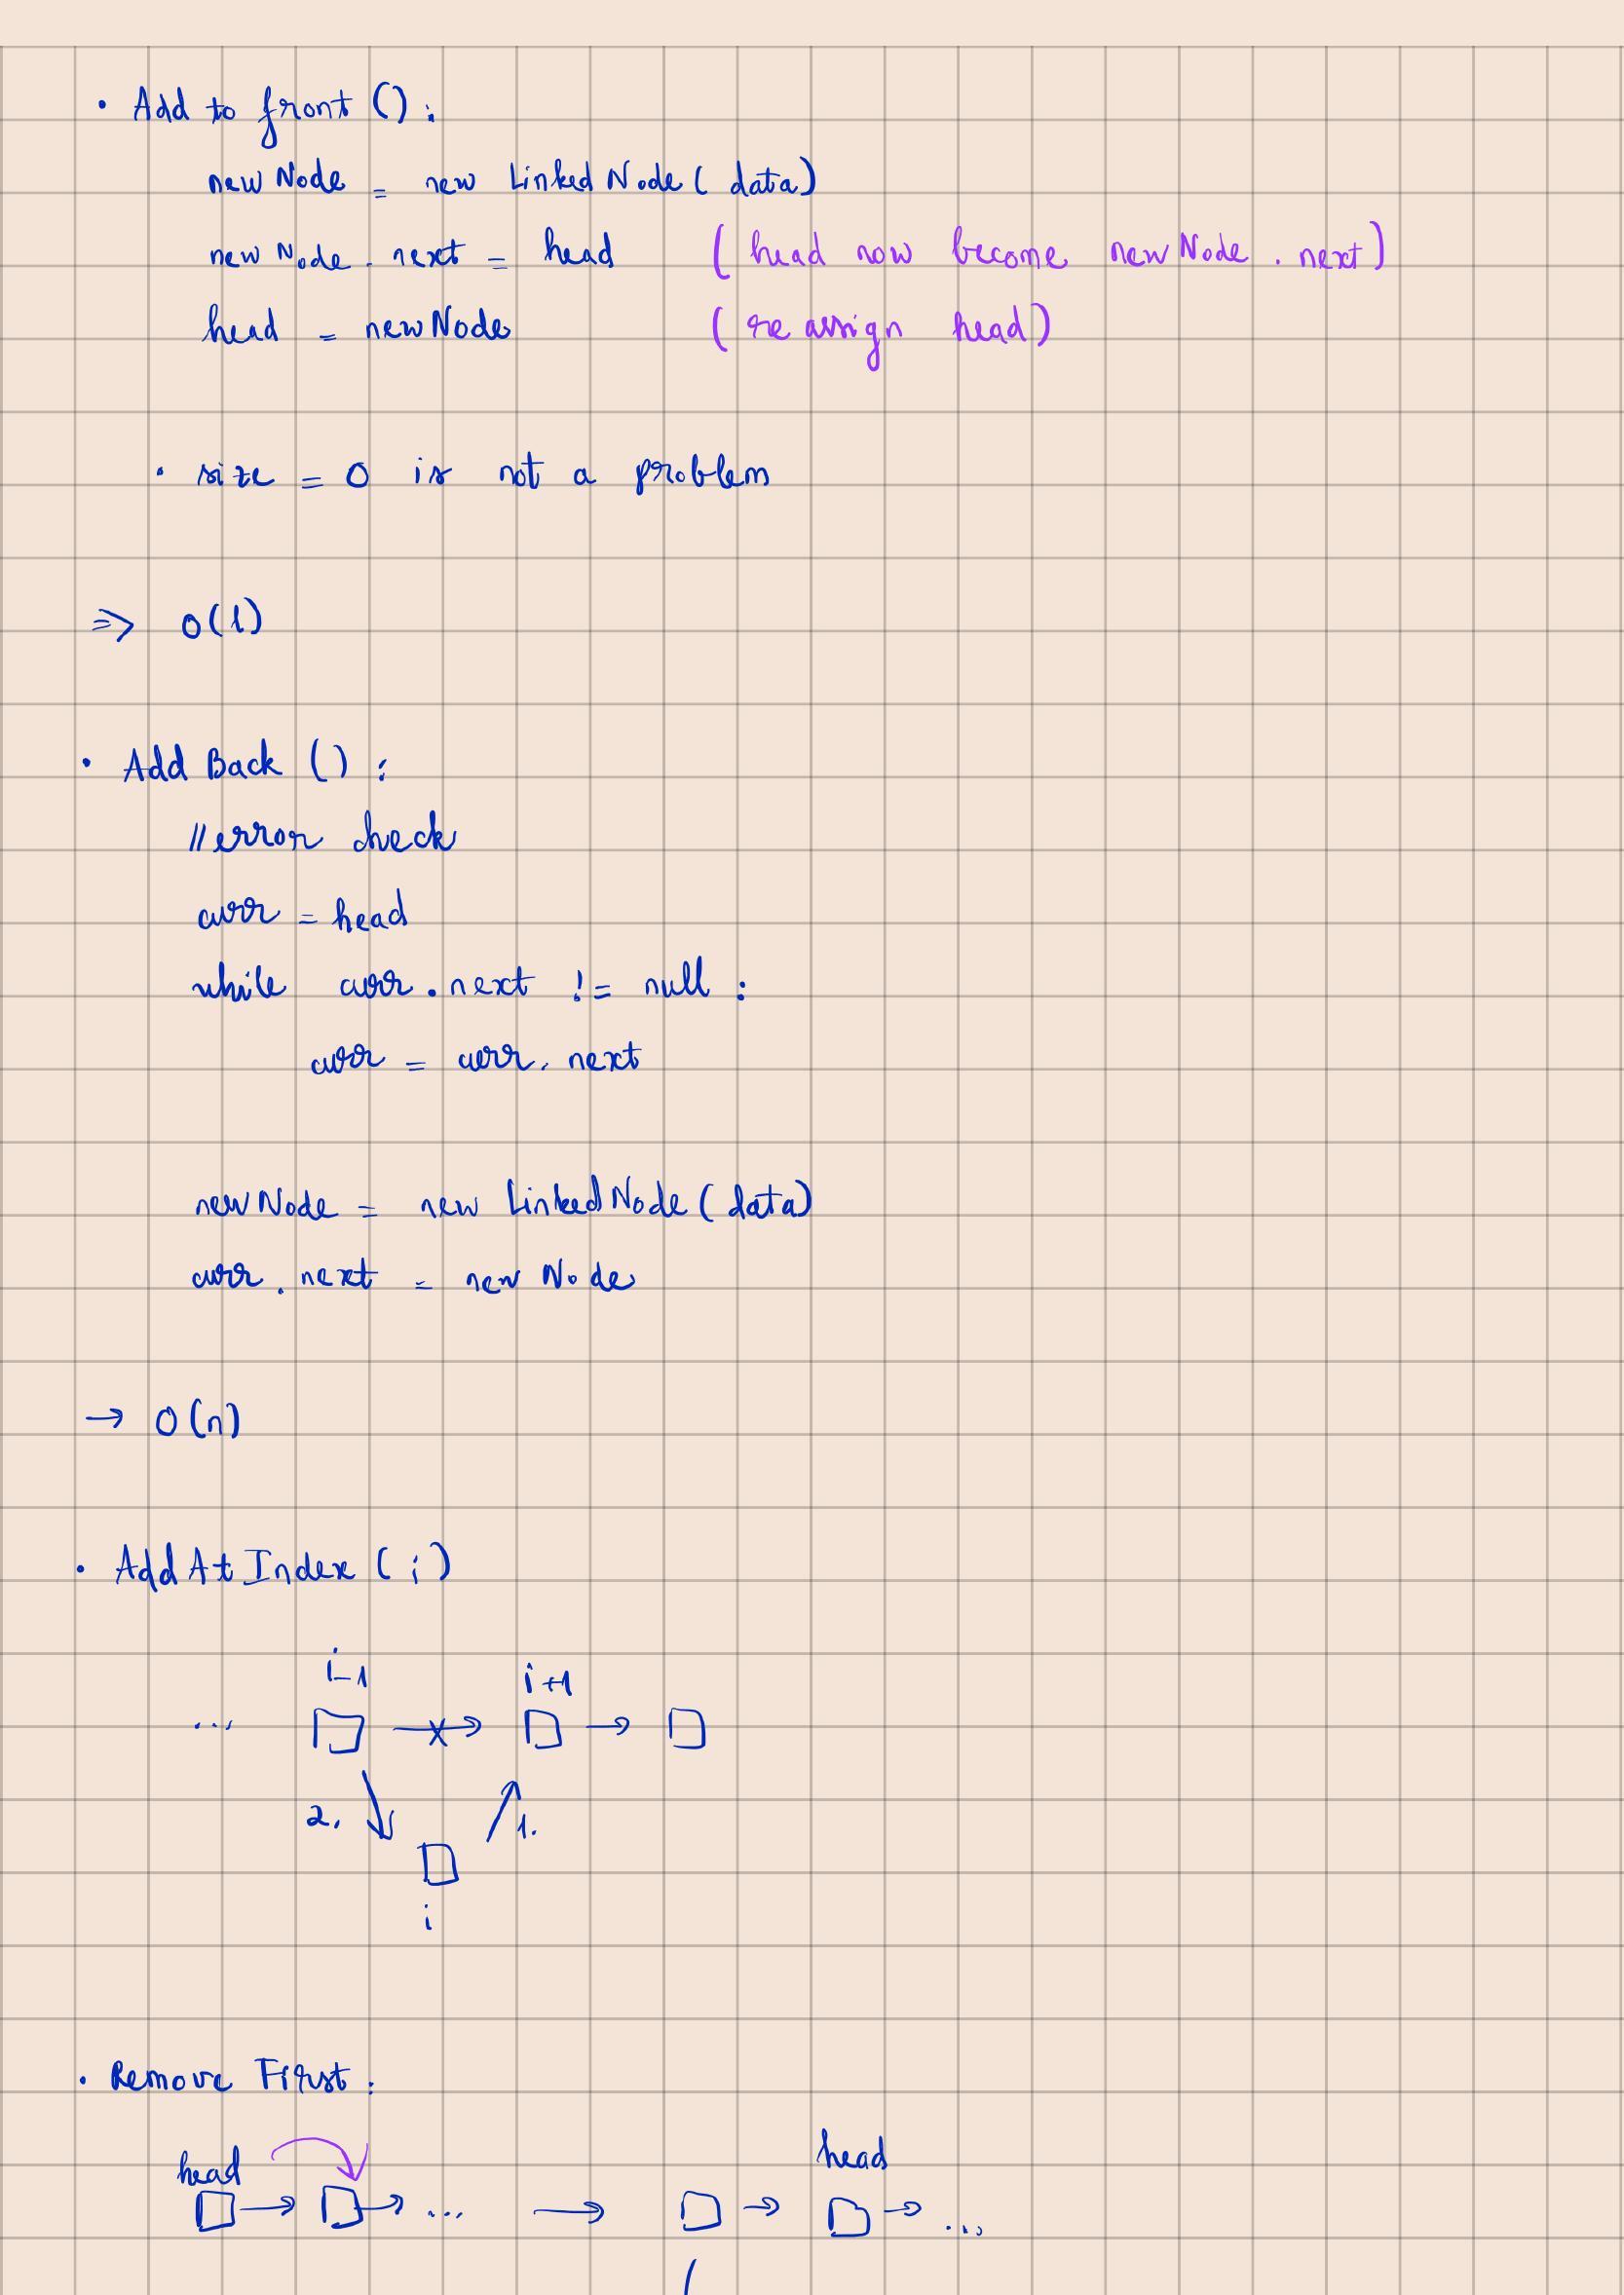 • Add to front ():
newNode = new LinkedNode( data)
newNode.next = head (head now become newNode.next)
head = newNode (re assign head)
• size = 0 is not a problem
=> O(1)
• Add Back ():
//error check
curr = head
while curr.next != null :
curr = curr.next
newNode = new LinkedNode(data)
curr.next = newNode
→ O(n)
• AddAtIndex (i)
i-1 i+1
... → →
2. 1.
i
• Remove First:
head head
→ → ... → → → ...